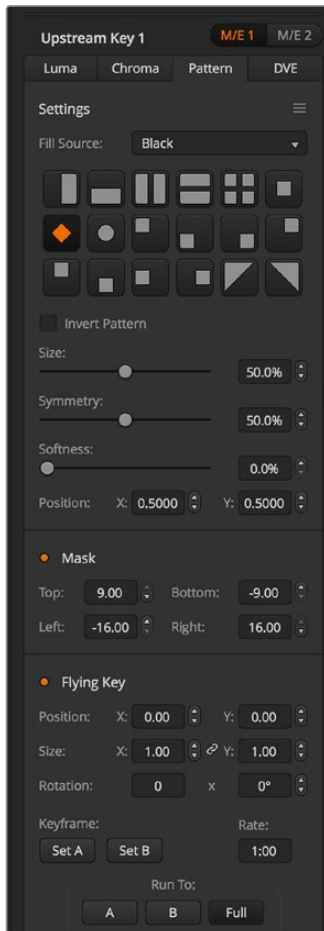 Upstream Key 1 M/E 1 M/E 2
Luma Chroma Pattern DVE
Settings
Fill Source: Black
Invert Pattern
Size:
50.0%
Symmetry:
50.0%
Softness:
0.0%
Position: X: 0.5000 Y: 0.5000
Mask
Top: 9.00 Bottom: -9.00
Left: -16.00 Right: 16.00
Flying Key
Position: X: 0.00 Y: 0.00
Size: X: 1.00 Y: 1.00
Rotation: 0 x 0°
Keyframe: Rate:
Set A Set B 1:00
Run To:
A B Full